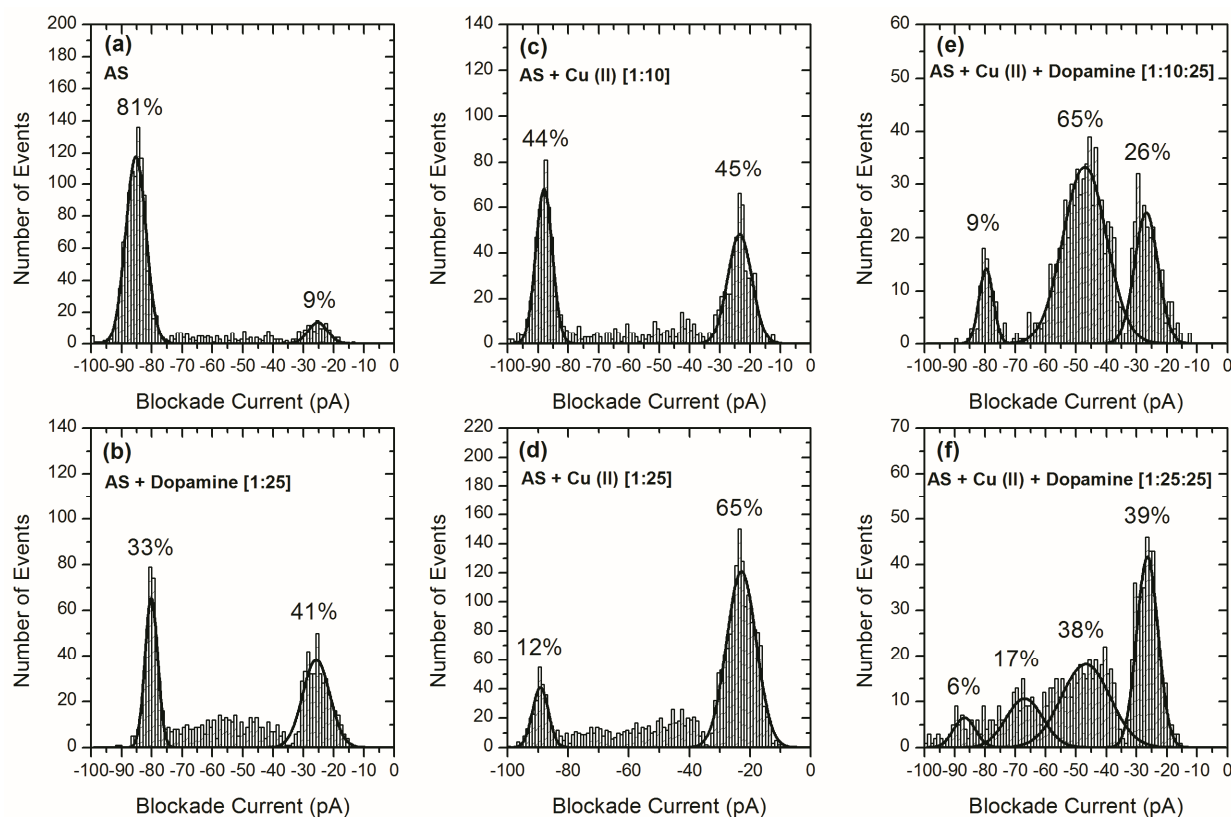 (a)
AS
81%
9%
200
180
160
140
120
100
80
60
40
20
0
Number of Events
-100 -90 -80 -70 -60 -50 -40 -30 -20 -10 0
Blockade Current (pA)
(c)
AS + Cu (II) [1:10]
44%
45%
140
120
100
80
60
40
20
0
Number of Events
-100 -80 -60 -40 -20 0
Blockade Current (pA)
(e)
AS + Cu (II) + Dopamine [1:10:25]
9%
65%
26%
60
50
40
30
20
10
0
Number of Events
-100 -90 -80 -70 -60 -50 -40 -30 -20 -10 0
Blockade Current (pA)
(b)
AS + Dopamine [1:25]
33%
41%
140
120
100
80
60
40
20
0
Number of Events
-100 -90 -80 -70 -60 -50 -40 -30 -20 -10 0
Blockade Current (pA)
(d)
AS + Cu (II) [1:25]
12%
65%
220
200
180
160
140
120
100
80
60
40
20
0
Number of Events
-100 -80 -60 -40 -20 0
Blockade Current (pA)
(f)
AS + Cu (II) + Dopamine [1:25:25]
6%
17%
38%
39%
70
60
50
40
30
20
10
0
Number of Events
-100 -90 -80 -70 -60 -50 -40 -30 -20 -10 0
Blockade Current (pA)